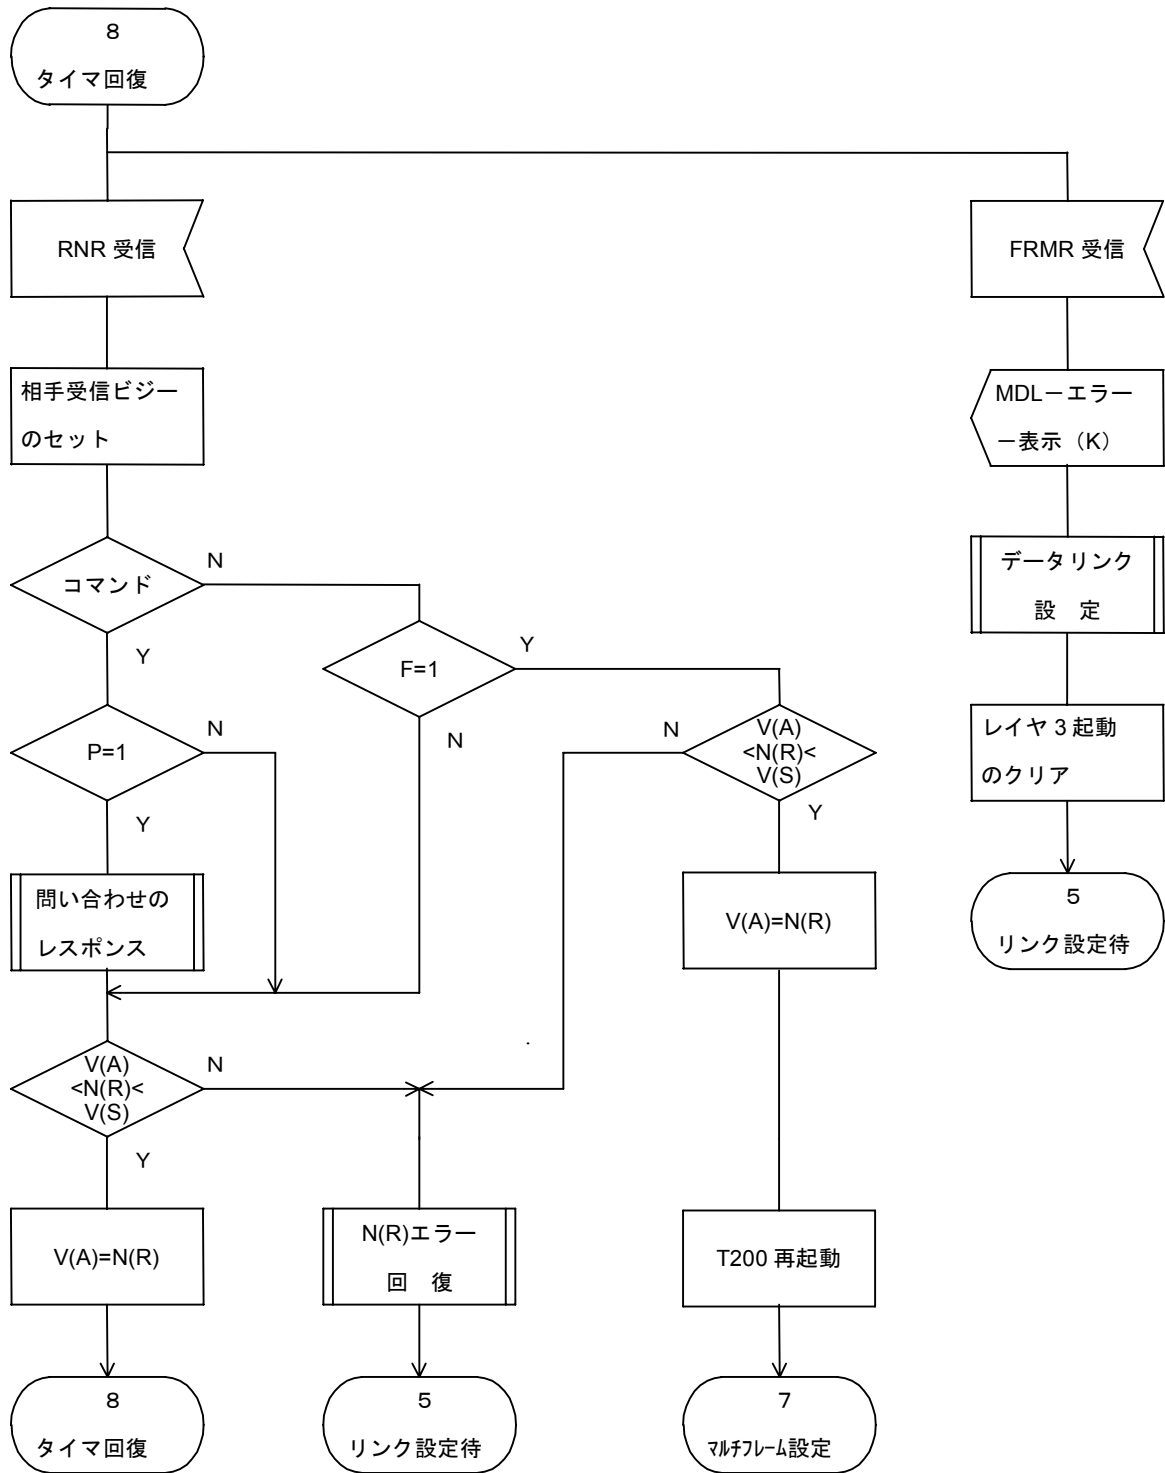 8
タイマ回復
RNR 受信
FRMR 受信
相手受信ビジー
のセット
MDL－エラー
－表示（K）
コマンド
N
Y
データリンク
設　定
F=1
Y
N
P=1
N
Y
V(A)
<N(R)<
V(S)
N
Y
レイヤ 3 起動
のクリア
問い合わせの
レスポンス
V(A)=N(R)
5
リンク設定待
V(A)
<N(R)<
V(S)
N
Y
V(A)=N(R)
N(R)エラー
回　復
T200 再起動
8
タイマ回復
5
リンク設定待
7
ﾏﾙﾁﾌﾚｰﾑ設定